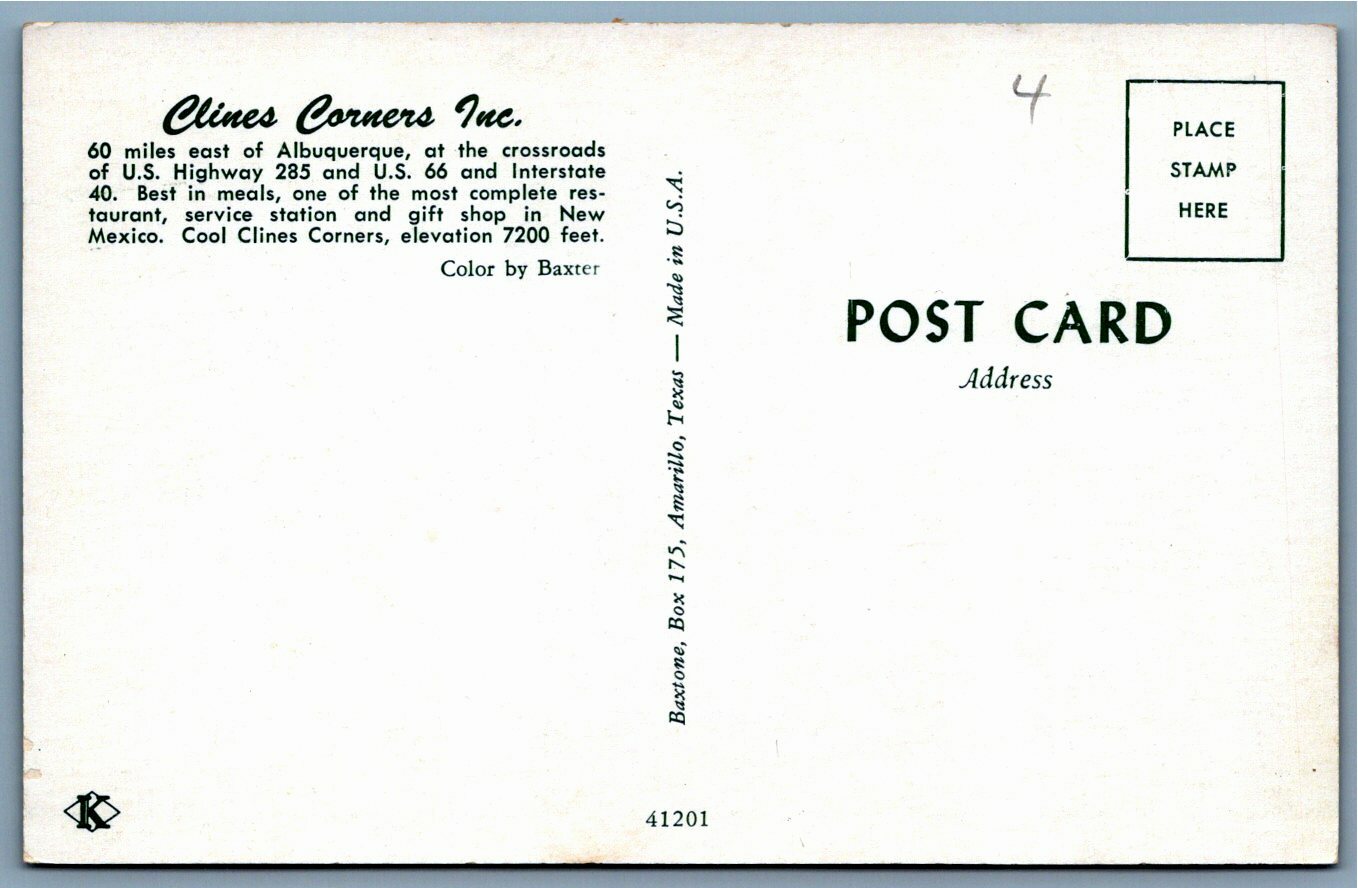 Clines Corners Inc.
60 miles east of Albuquerque, at the crossroads
of U.S. Highway 285 and U.S. 66 and Interstate
40. Best in meals, one of the most complete res-
taurant, service station and gift shop in New
Mexico. Cool Clines Corners, elevation 7200 feet.
Color by Baxter
Baxtone, Box 175, Amarillo, Texas — Made in U.S.A.
4
PLACE
STAMP
HERE
POST CARD
Address
K
41201